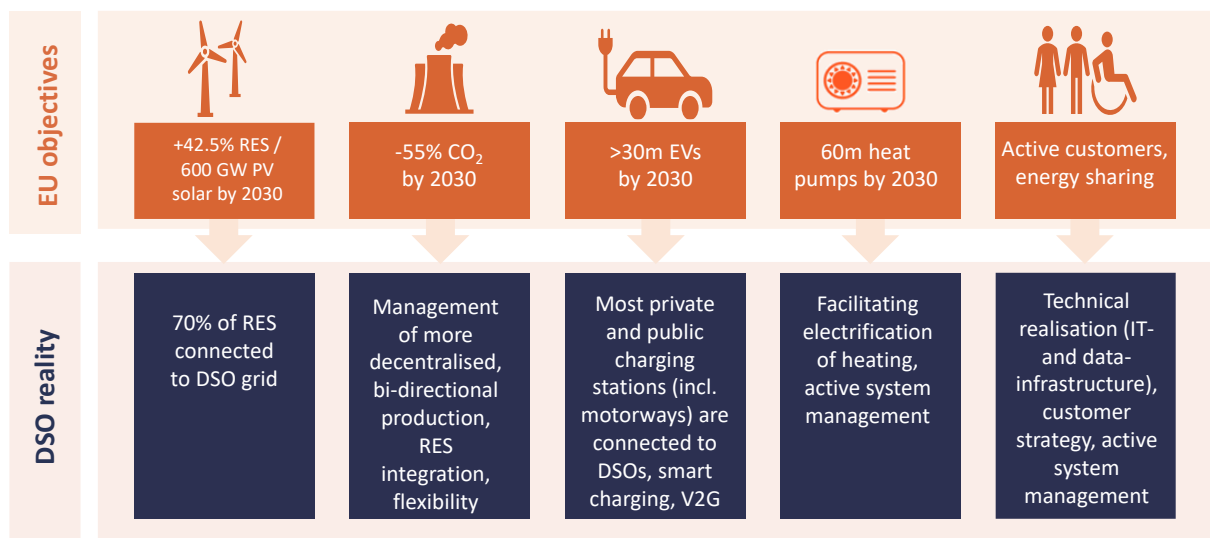 EU objectives
+42.5% RES /
600 GW PV
solar by 2030
-55% CO₂
by 2030
>30m EVs
by 2030
60m heat
pumps by 2030
Active customers,
energy sharing
DSO reality
70% of RES
connected
to DSO grid
Management
of more
decentralised,
bi-directional
production,
RES
integration,
flexibility
Most private
and public
charging
stations (incl.
motorways) are
connected to
DSOs, smart
charging, V2G
Facilitating
electrification
of heating,
active system
management
Technical
realisation (IT-
and data-
infrastructure),
customer
strategy, active
system
management